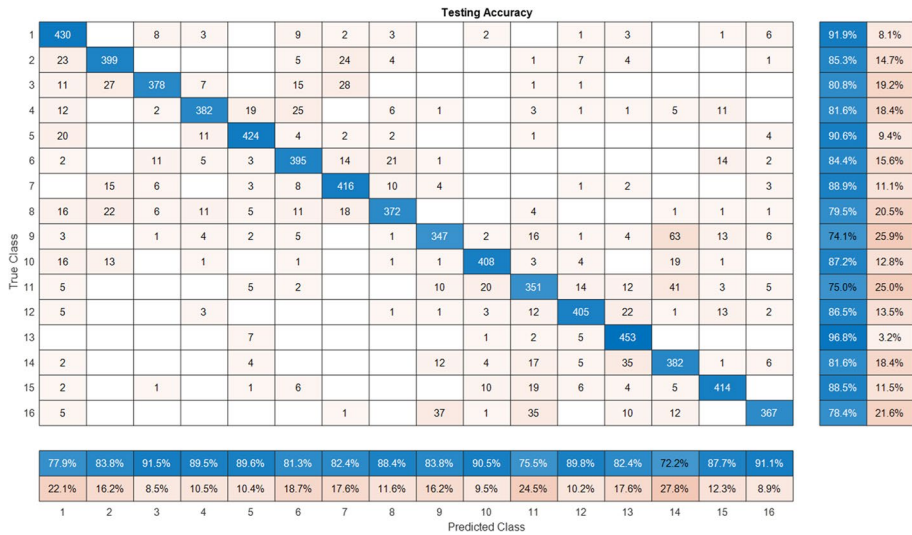 Testing Accuracy
1 430 8 3 9 2 3 2 1 3 1 6 91.9% 8.1%
2 23 399 5 24 4 1 7 4 1 85.3% 14.7%
3 11 27 378 7 15 28 1 1 80.8% 19.2%
4 12 2 382 19 25 6 1 3 1 1 5 11 81.6% 18.4%
5 20 11 424 4 2 2 1 4 90.6% 9.4%
6 2 11 5 3 395 14 21 1 14 2 84.4% 15.6%
7 15 6 3 8 416 10 4 1 2 3 88.9% 11.1%
8 16 22 6 11 5 11 18 372 4 1 1 1 79.5% 20.5%
9 3 1 4 2 5 1 347 2 16 1 4 63 13 6 74.1% 25.9%
10 16 13 1 1 1 1 408 3 4 19 1 87.2% 12.8%
11 5 5 2 10 20 351 14 12 41 3 5 75.0% 25.0%
12 5 3 1 1 3 12 405 22 1 13 2 86.5% 13.5%
13 7 1 2 5 453 96.8% 3.2%
14 2 4 12 4 17 5 35 382 1 6 81.6% 18.4%
15 2 1 1 6 10 19 6 4 5 414 88.5% 11.5%
16 5 1 37 1 35 10 12 367 78.4% 21.6%
True Class
77.9% 83.8% 91.5% 89.5% 89.6% 81.3% 82.4% 88.4% 83.8% 90.5% 75.5% 89.8% 82.4% 72.2% 87.7% 91.1%
22.1% 16.2% 8.5% 10.5% 10.4% 18.7% 17.6% 11.6% 16.2% 9.5% 24.5% 10.2% 17.6% 27.8% 12.3% 8.9%
1 2 3 4 5 6 7 8 9 10 11 12 13 14 15 16
Predicted Class